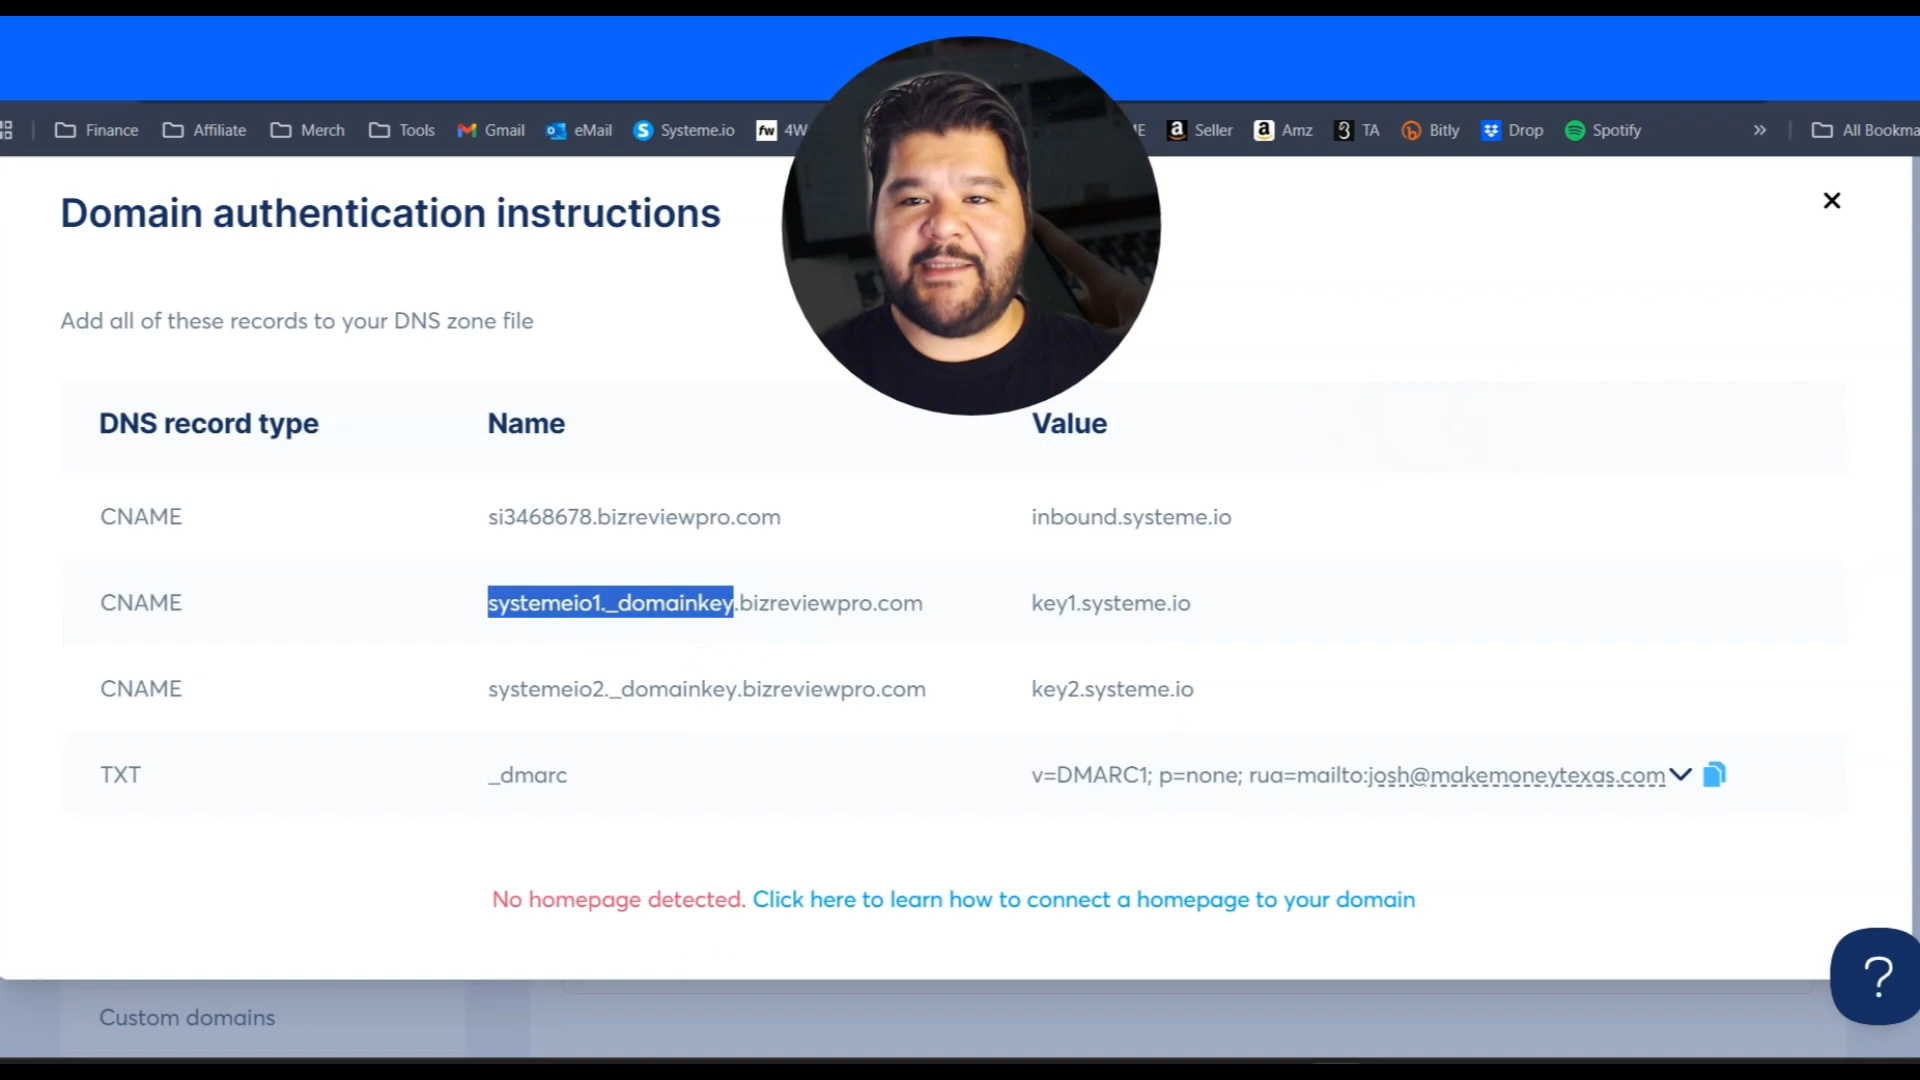 Finance Affiliate Merch Tools Gmail eMail Systeme.io fw 4W Seller Amz TA Bitly Drop Spotify » All Bookma
Domain authentication instructions
Add all of these records to your DNS zone file
DNS record type Name Value
CNAME si3468678.bizreviewpro.com inbound.systeme.io
CNAME systemeio1._domainkey.bizreviewpro.com key1.systeme.io
CNAME systemeio2._domainkey.bizreviewpro.com key2.systeme.io
TXT _dmarc v=DMARC1; p=none; rua=mailto:josh@makemoneytexas.com
No homepage detected. Click here to learn how to connect a homepage to your domain
?
Custom domains